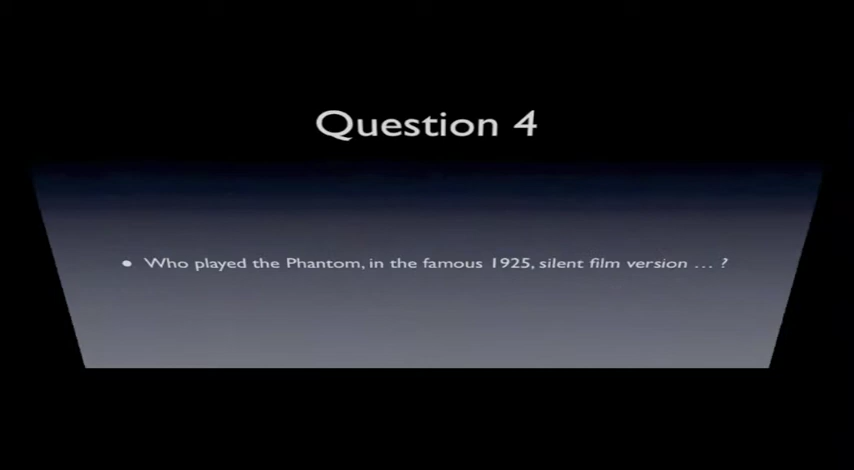 Question 4
• Who played the Phantom, in the famous 1925, silent film version … ?